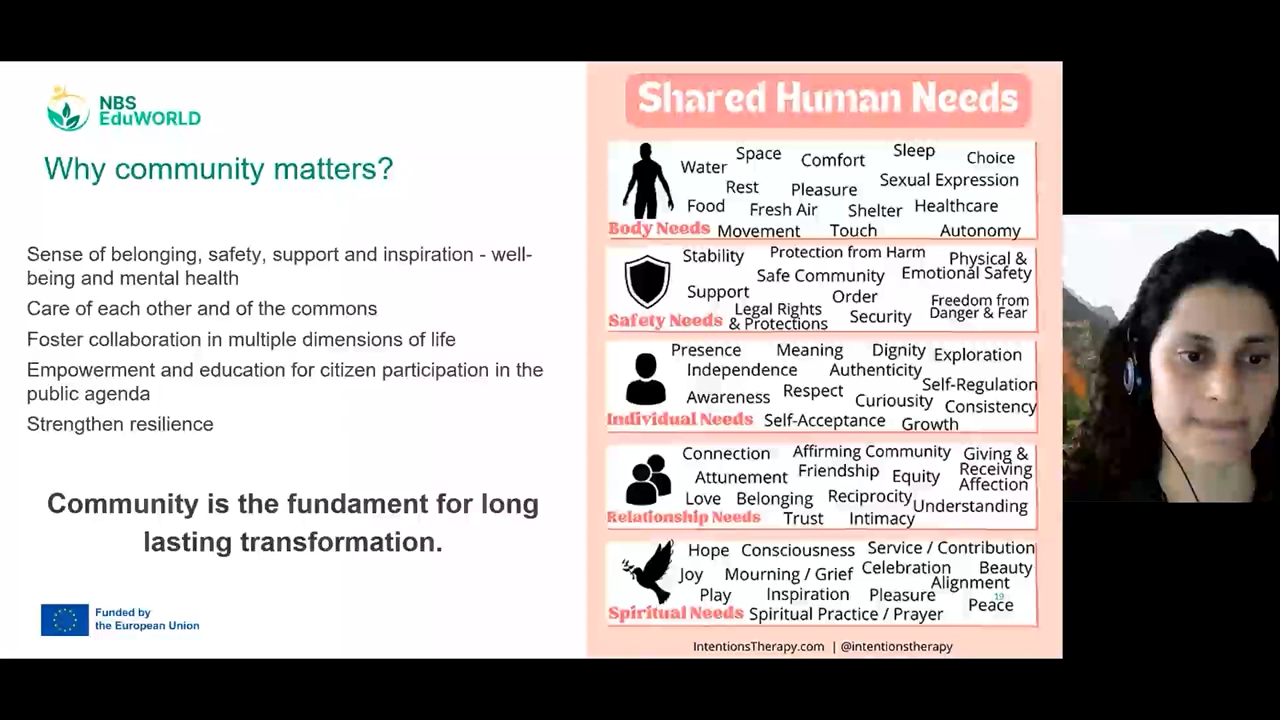 NBS
EduWORLD
Why community matters?
Sense of belonging, safety, support and inspiration - well-
being and mental health
Care of each other and of the commons
Foster collaboration in multiple dimensions of life
Empowerment and education for citizen participation in the
public agenda
Strengthen resilience
Community is the fundament for long
lasting transformation.
Funded by
the European Union
Shared Human Needs
Water Space Comfort Sleep Choice
Rest Pleasure Sexual Expression
Food Fresh Air Shelter Healthcare
Body Needs Movement Touch Autonomy
Stability Protection from Harm Physical &
Safe Community Emotional Safety
Support Order Freedom from
Legal Rights Security Danger & Fear
Safety Needs & Protections
Presence Meaning Dignity Exploration
Independence Authenticity
Awareness Respect Curiousity Self-Regulation
Consistency
Individual Needs Self-Acceptance Growth
Connection Affirming Community Giving &
Attunement Friendship Equity Receiving
Affection
Love Belonging Reciprocity Understanding
Relationship Needs Trust Intimacy
Hope Consciousness Service / Contribution
Joy Mourning / Grief Celebration Beauty
Alignment
Play Inspiration Pleasure
19
Peace
Spiritual Needs Spiritual Practice / Prayer
IntentionsTherapy.com | @intentionstherapy